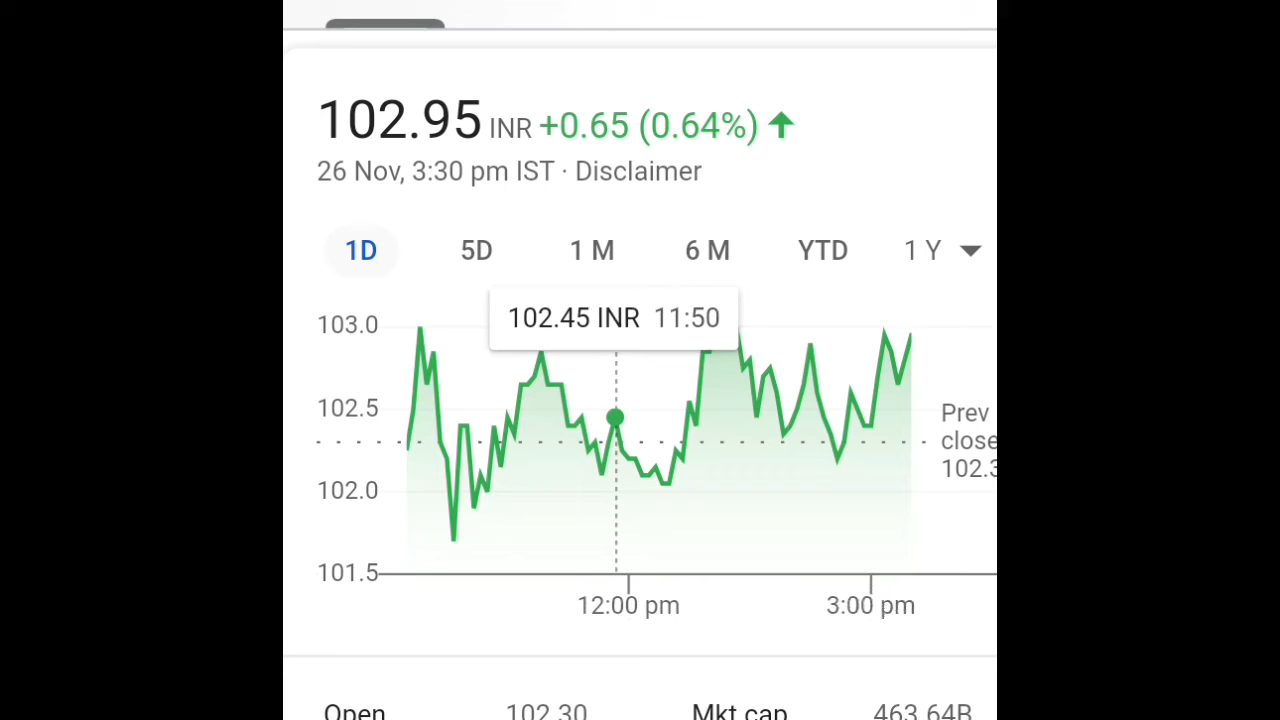 102.95 INR +0.65 (0.64%)
26 Nov, 3:30 pm IST · Disclaimer
1D 5D 1 M 6 M YTD 1 Y
102.45 INR 11:50
103.0
102.5
102.0
101.5
Prev
close
102.3
12:00 pm 3:00 pm
Open 102.30 Mkt cap 463.64B